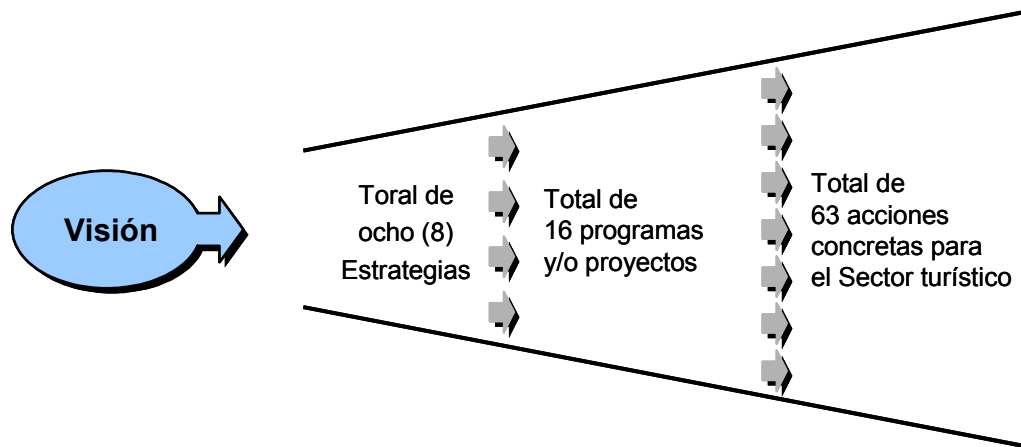 Visión
Toral de
ocho (8)
Estrategias
Total de
16 programas
y/o proyectos
Total de
63 acciones
concretas para
el Sector turístico